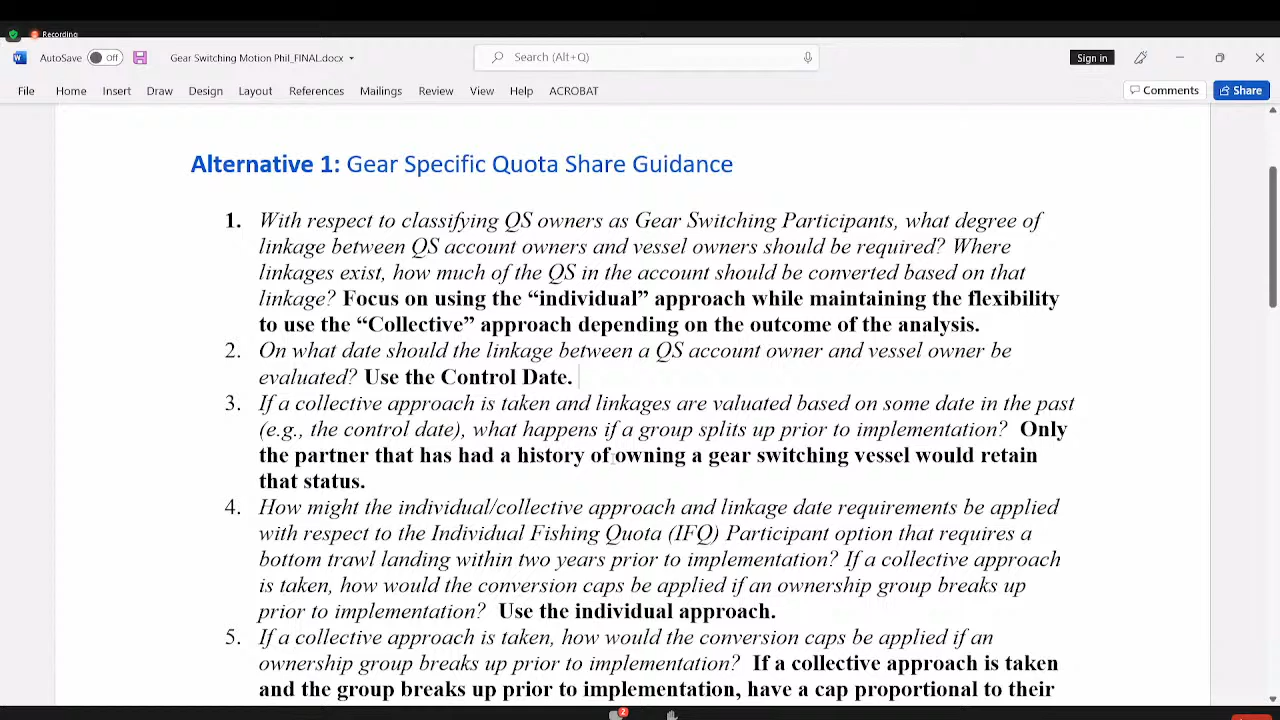 Recording
AutoSave Off Gear Switching Motion Phil_FINAL.docx Search (Alt+Q) Sign in
File Home Insert Draw Design Layout References Mailings Review View Help ACROBAT Comments Share
Alternative 1: Gear Specific Quota Share Guidance
1. With respect to classifying QS owners as Gear Switching Participants, what degree of
linkage between QS account owners and vessel owners should be required? Where
linkages exist, how much of the QS in the account should be converted based on that
linkage? Focus on using the “individual” approach while maintaining the flexibility
to use the “Collective” approach depending on the outcome of the analysis.
2. On what date should the linkage between a QS account owner and vessel owner be
evaluated? Use the Control Date.
3. If a collective approach is taken and linkages are valuated based on some date in the past
(e.g., the control date), what happens if a group splits up prior to implementation? Only
the partner that has had a history of owning a gear switching vessel would retain
that status.
4. How might the individual/collective approach and linkage date requirements be applied
with respect to the Individual Fishing Quota (IFQ) Participant option that requires a
bottom trawl landing within two years prior to implementation? If a collective approach
is taken, how would the conversion caps be applied if an ownership group breaks up
prior to implementation? Use the individual approach.
5. If a collective approach is taken, how would the conversion caps be applied if an
ownership group breaks up prior to implementation? If a collective approach is taken
and the group breaks up prior to implementation, have a cap proportional to their
2